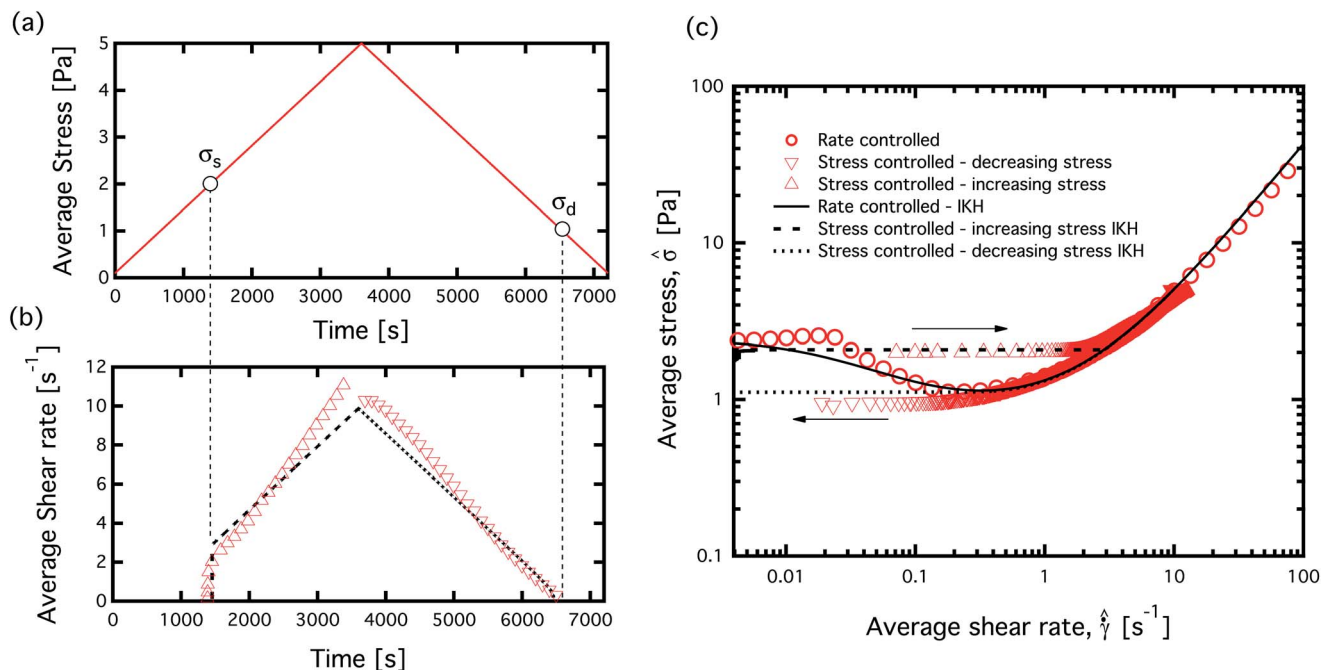 (a)
Average Stress [Pa]
5
4
3
2
1
0
σs
σd
0 1000 2000 3000 4000 5000 6000 7000
Time [s]
(b)
Average Shear rate [s-1]
12
10
8
6
4
2
0
0 1000 2000 3000 4000 5000 6000 7000
Time [s]
(c)
Average stress, σ̂ [Pa]
100
10
1
0.1
Rate controlled
Stress controlled - decreasing stress
Stress controlled - increasing stress
Rate controlled - IKH
Stress controlled - increasing stress IKH
Stress controlled - decreasing stress IKH
0.01 0.1 1 10 100
Average shear rate, γ̇̂ [s-1]